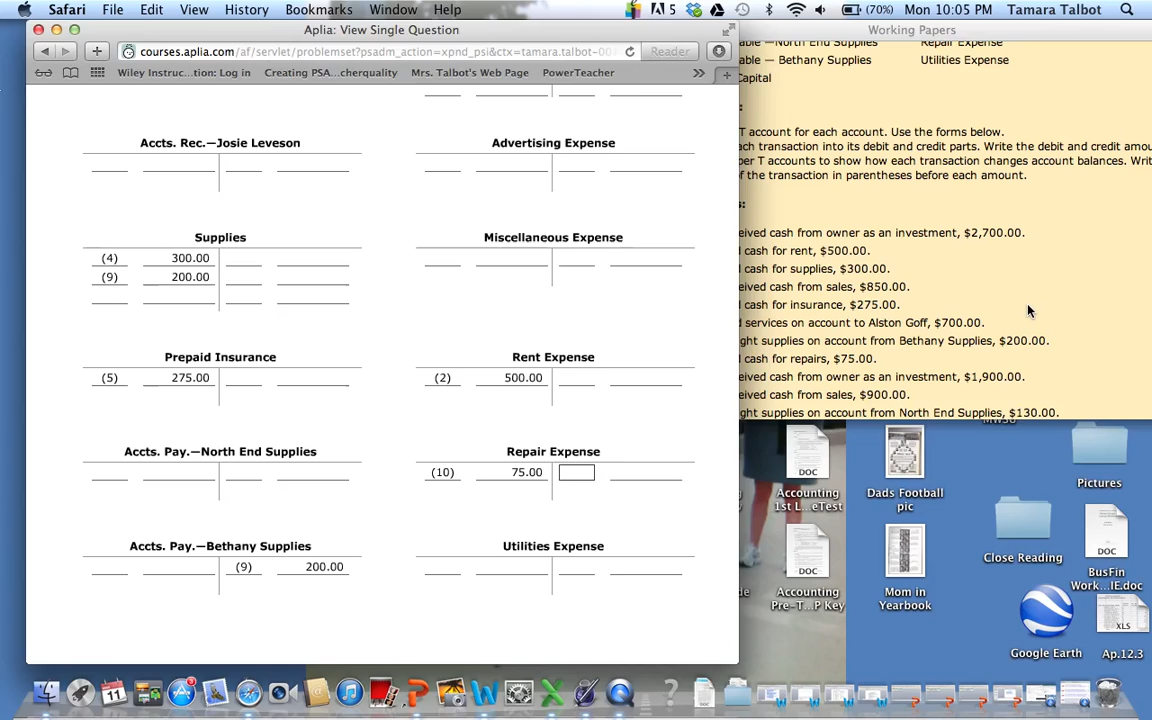 Safari File Edit View History Bookmarks Window Help 5 (70%) Mon 10:05 PM Tamara Talbot
Aplia: View Single Question
courses.aplia.com/af/servlet/problemset?psadm_action=xpnd_psi&ctx=tamara.talbot-00 Reader
Wiley Instruc...tion: Log in Creating PSA...cherquality Mrs. Talbot's Web Page PowerTeacher
Accts. Rec.—Josie Leveson Advertising Expense
Supplies Miscellaneous Expense
(4) 300.00
(9) 200.00
Prepaid Insurance Rent Expense
(5) 275.00 (2) 500.00
Accts. Pay.—North End Supplies Repair Expense
(10) 75.00
Accts. Pay.—Bethany Supplies Utilities Expense
(9) 200.00
Working Papers
able —North End Supplies Repair Expense
able — Bethany Supplies Utilities Expense
Capital
:
T account for each account. Use the forms below.
ach transaction into its debit and credit parts. Write the debit and credit amou
per T accounts to show how each transaction changes account balances. Writ
of the transaction in parentheses before each amount.
s:
eived cash from owner as an investment, $2,700.00.
d cash for rent, $500.00.
d cash for supplies, $300.00.
eived cash from sales, $850.00.
d cash for insurance, $275.00.
d services on account to Alston Goff, $700.00.
ght supplies on account from Bethany Supplies, $200.00.
d cash for repairs, $75.00.
eived cash from owner as an investment, $1,900.00.
eived cash from sales, $900.00.
ght supplies on account from North End Supplies, $130.00.
DOC
Accounting
1st L...eTest
Dads Football
pic
Pictures
DOC
Accounting
Pre-T...P Key
Mom in
Yearbook
Close Reading
DOC
BusFin
Work...IE.doc
Google Earth
XLS
Ap.12.3